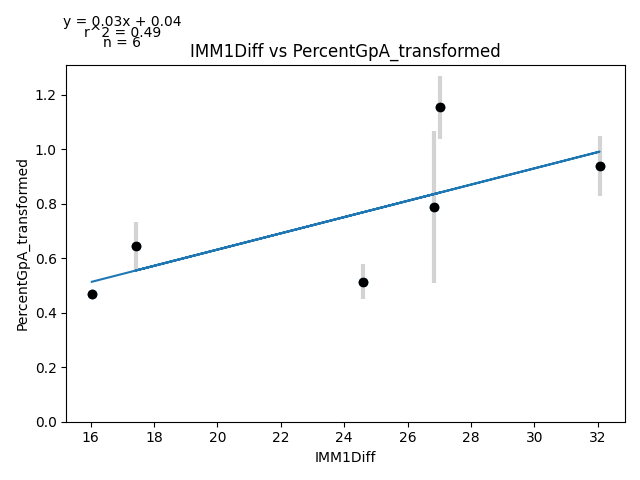 y = 0.03x + 0.04
r^2 = 0.49
n = 6
IMM1Diff vs PercentGpA_transformed
PercentGpA_transformed
1.2
1.0
0.8
0.6
0.4
0.2
0.0
16 18 20 22 24 26 28 30 32
IMM1Diff